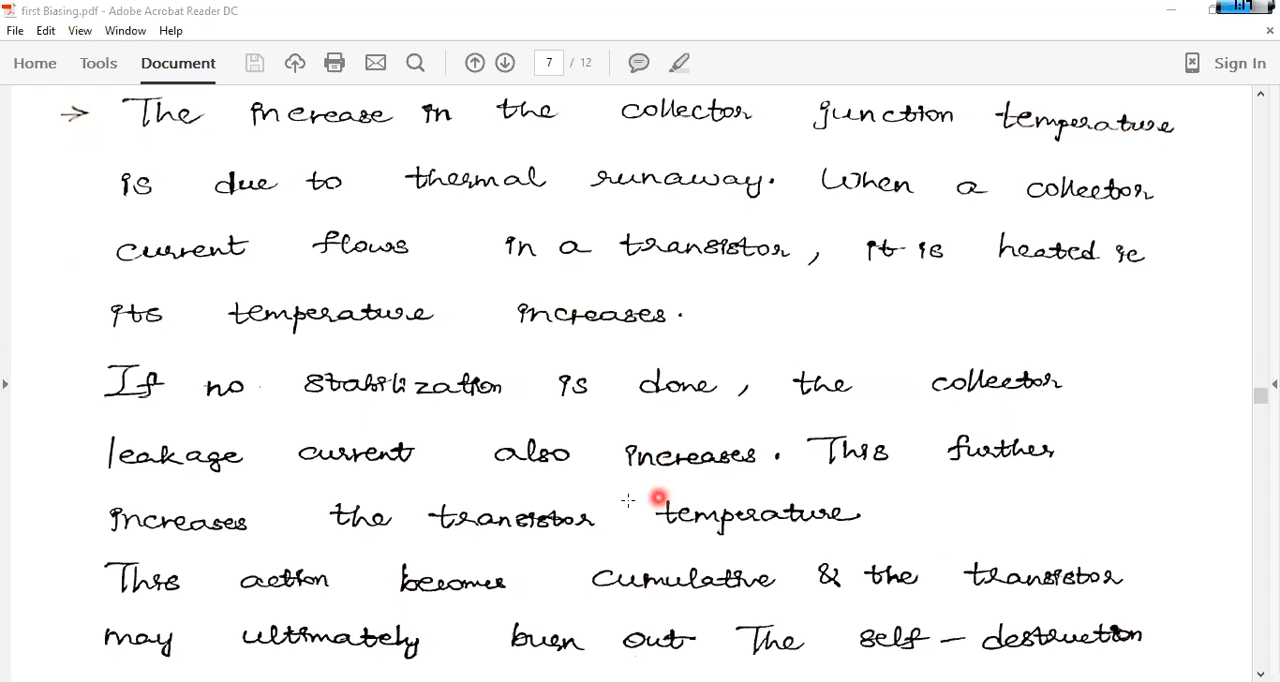 first Biasing.pdf - Adobe Acrobat Reader DC
1:17
File Edit View Window Help
Home Tools Document 7 / 12 Sign In
→ The increase in the collector junction temperature
is due to thermal runaway. When a collector
current flows in a transistor, it is heated ie
its temperature increases.
If no stabilization is done, the collector
leakage current also increases. This further
increases the transistor temperature
This action becomes cumulative & the transistor
may ultimately burn out The self - destruction